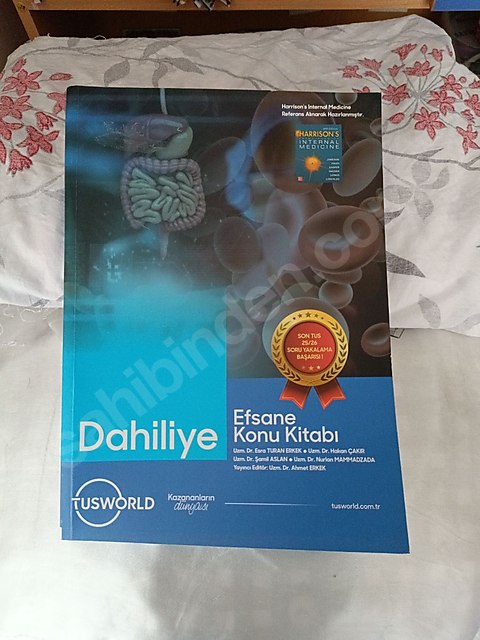 Harrison's Internal Medicine
Referans Alınarak Hazırlanmıştır.
HARRISON'S
INTERNAL
MEDICINE
SON TUS
25/26
SORU YAKALAMA
BAŞARISI !
Dahiliye
Efsane
Konu Kitabı
Uzm. Dr. Esra TURAN ERKEK ● Uzm. Dr. Hakan ÇAKIR
Uzm. Dr. Şamil ASLAN ● Uzm. Dr. Nurlan MAMMADZADA
Yayıncı Editör: Uzm. Dr. Ahmet ERKEK
TUSWORLD
Kazananların
dünyası
tusworld.com.tr
sahibinden.com